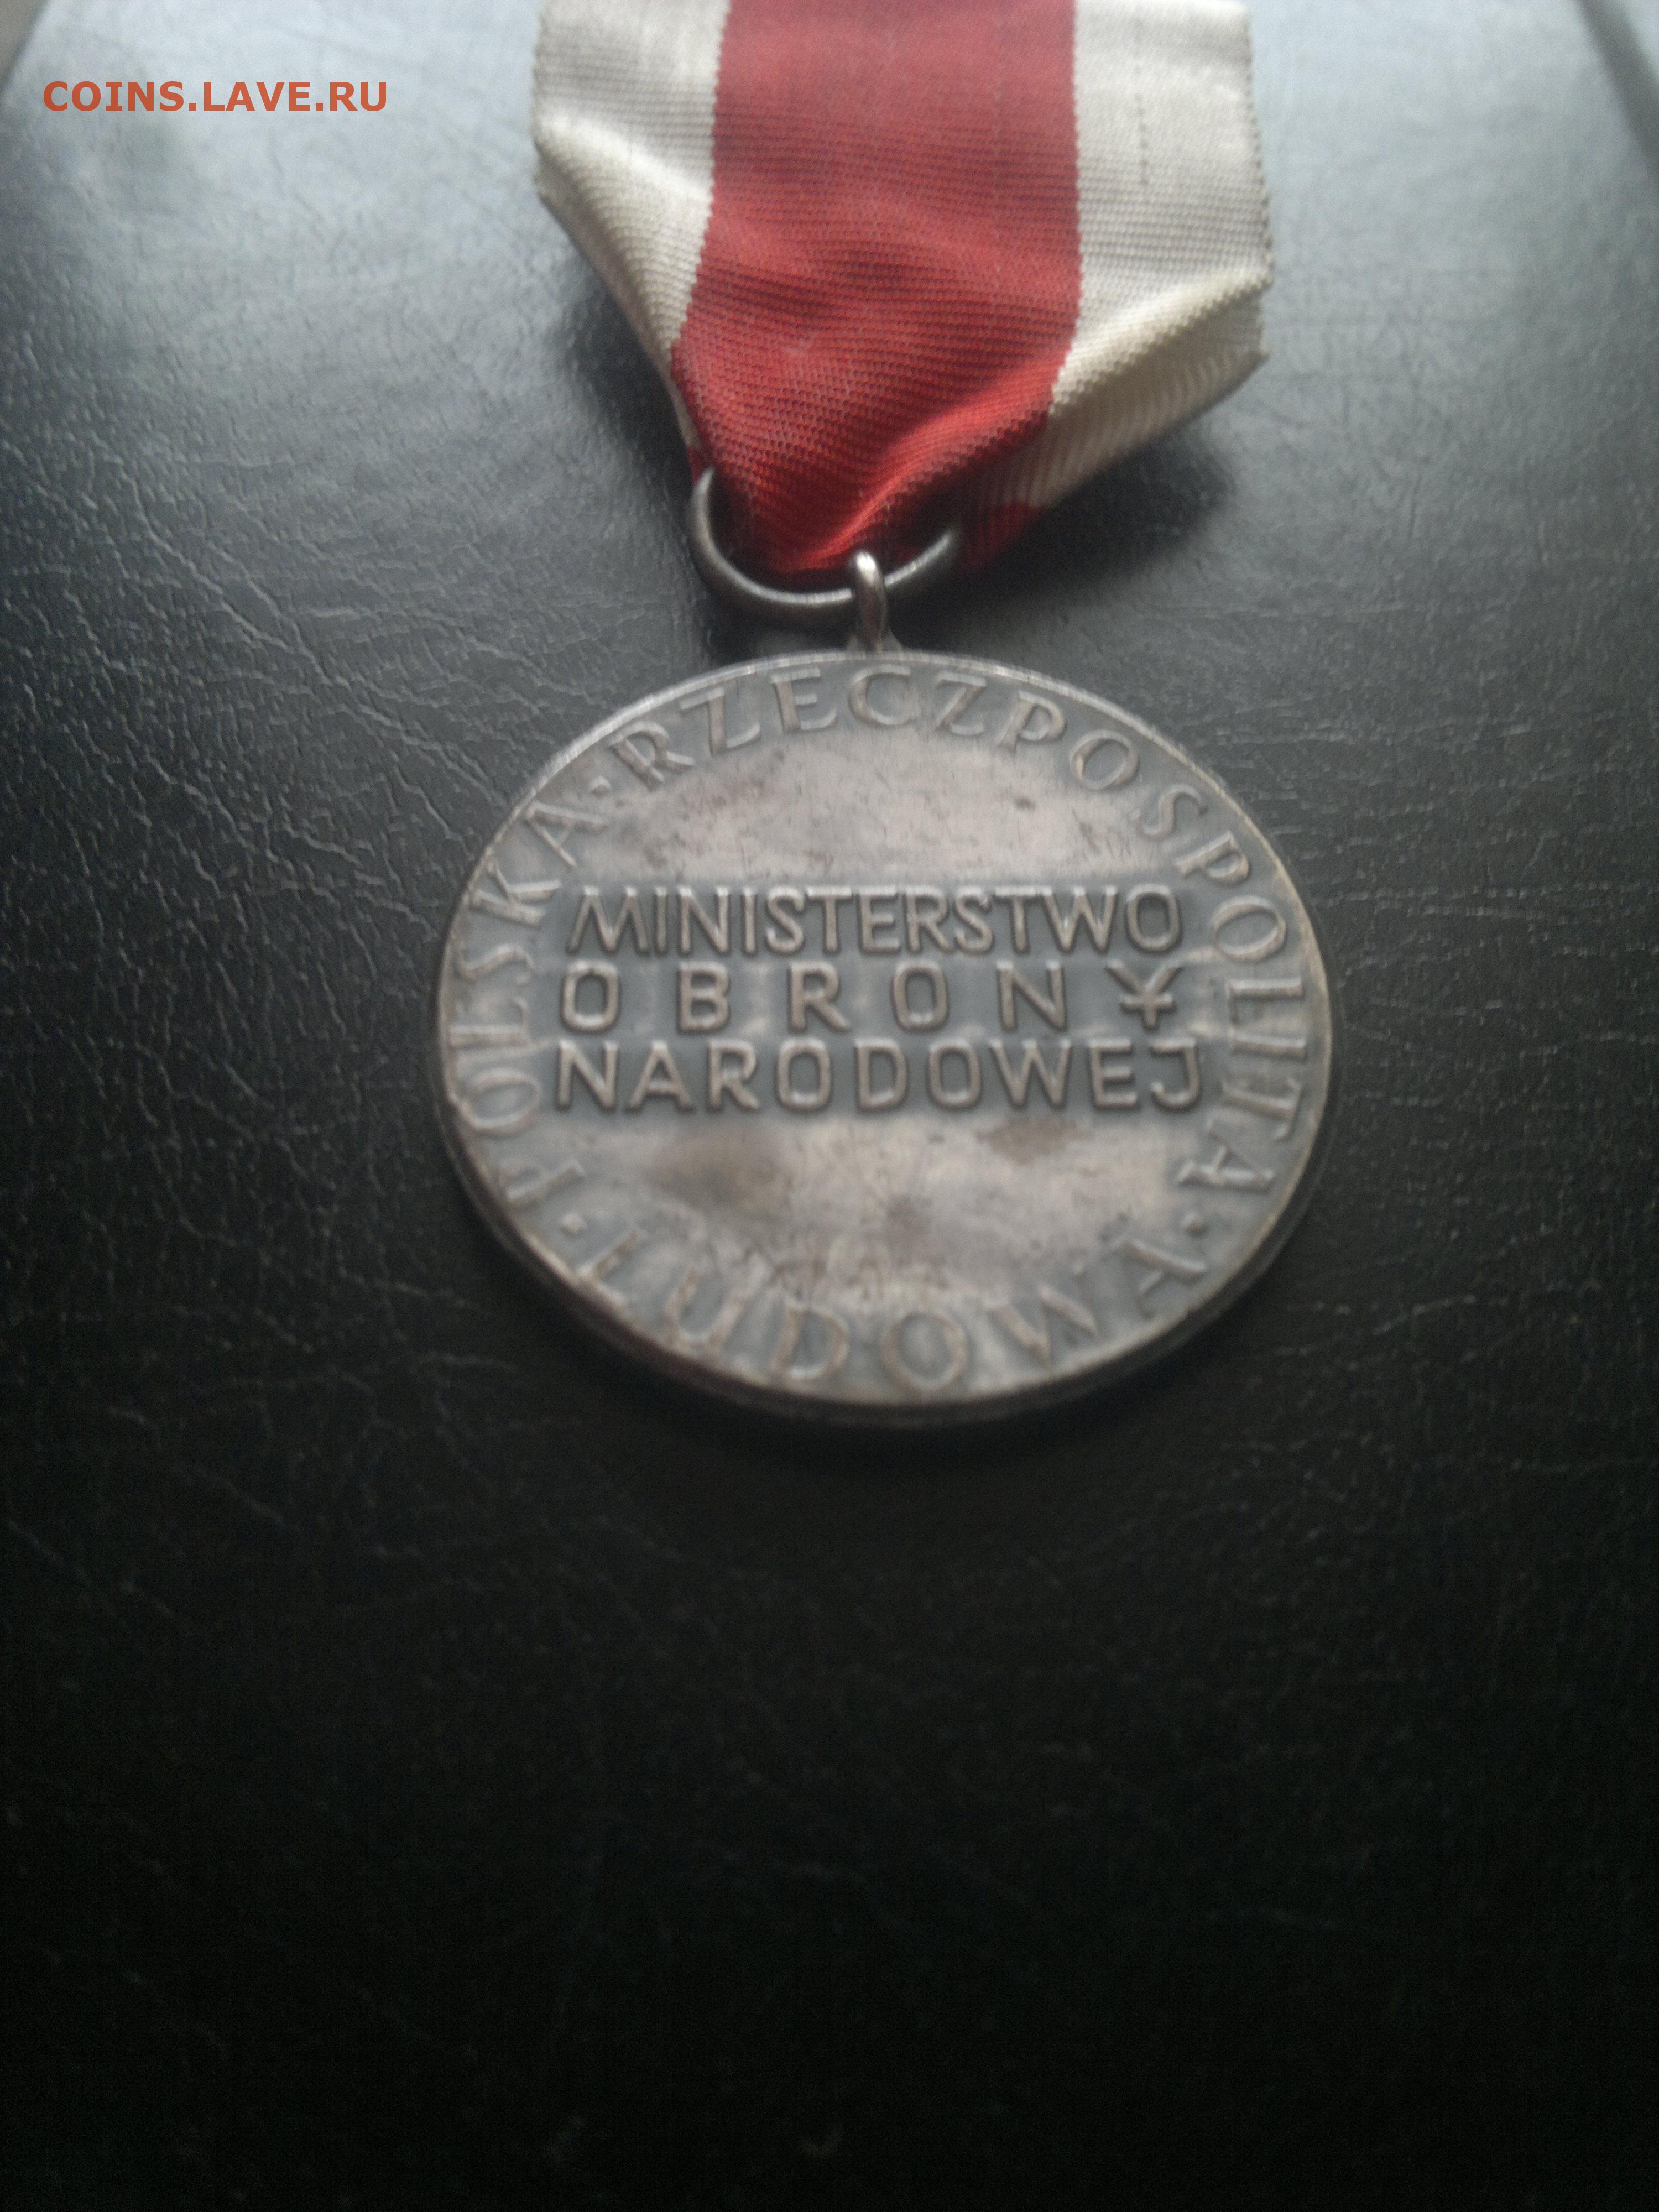 COINS.LAVE.RU
POLSKA · RZECZPOSPOLITA · LUDOWA ·
MINISTERSTWO
OBRONY
NARODOWEJ